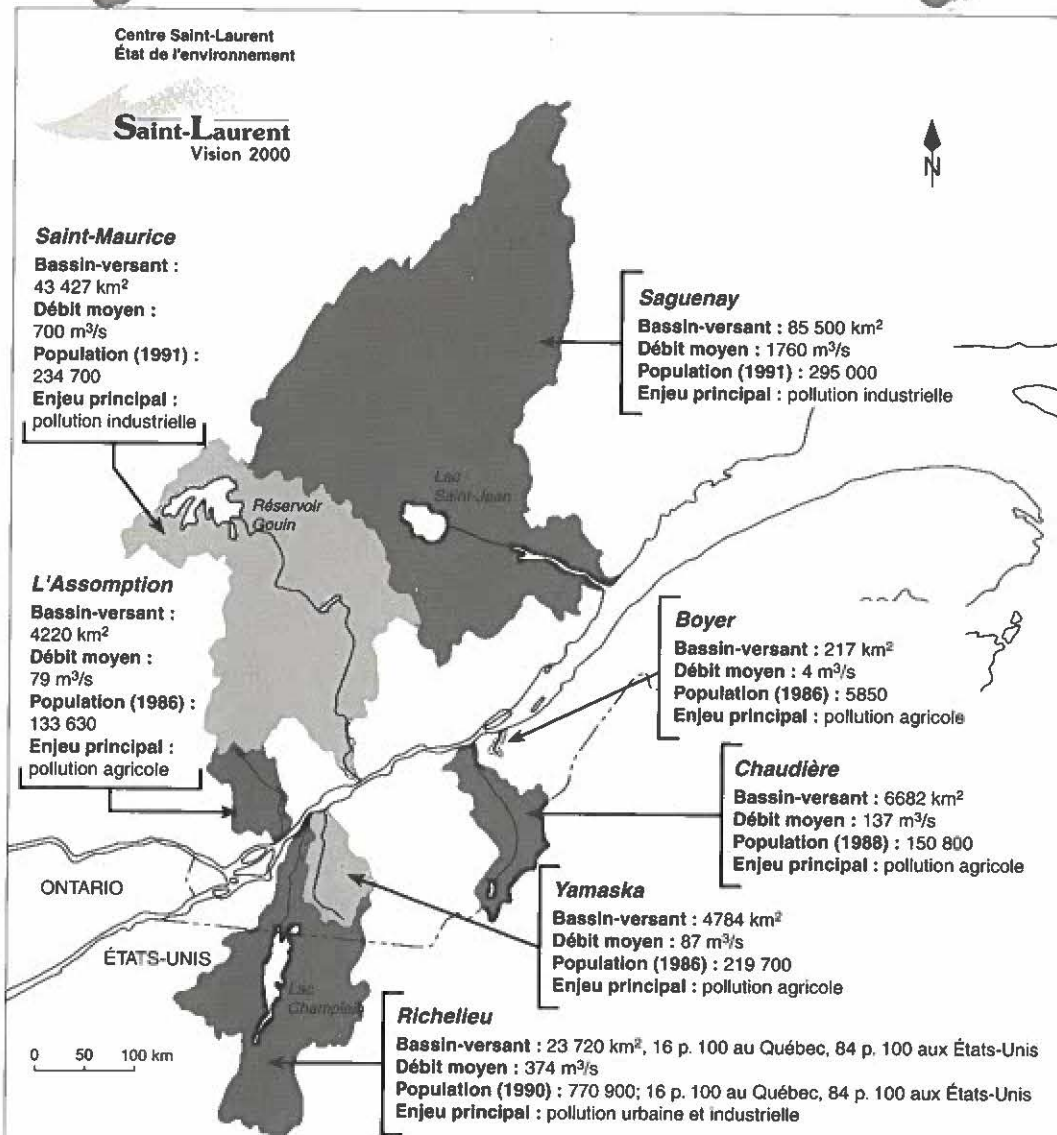 Centre Saint-Laurent
État de l'environnement
Saint-Laurent
Vision 2000
N
Saint-Maurice
Bassin-versant :
43 427 km²
Débit moyen :
700 m³/s
Population (1991) :
234 700
Enjeu principal :
pollution industrielle
Saguenay
Bassin-versant : 85 500 km²
Débit moyen : 1760 m³/s
Population (1991) : 295 000
Enjeu principal : pollution industrielle
Lac
Saint-Jean
Réservoir
Gouin
L'Assomption
Bassin-versant :
4220 km²
Débit moyen :
79 m³/s
Population (1986) :
133 630
Enjeu principal :
pollution agricole
Boyer
Bassin-versant : 217 km²
Débit moyen : 4 m³/s
Population (1986) : 5850
Enjeu principal : pollution agricole
Chaudière
Bassin-versant : 6682 km²
Débit moyen : 137 m³/s
Population (1988) : 150 800
Enjeu principal : pollution agricole
ONTARIO
Yamaska
Bassin-versant : 4784 km²
Débit moyen : 87 m³/s
Population (1986) : 219 700
Enjeu principal : pollution agricole
ÉTATS-UNIS
Lac
Champlain
Richelieu
Bassin-versant : 23 720 km², 16 p. 100 au Québec, 84 p. 100 aux États-Unis
Débit moyen : 374 m³/s
Population (1990) : 770 900; 16 p. 100 au Québec, 84 p. 100 aux États-Unis
Enjeu principal : pollution urbaine et industrielle
0 50 100 km